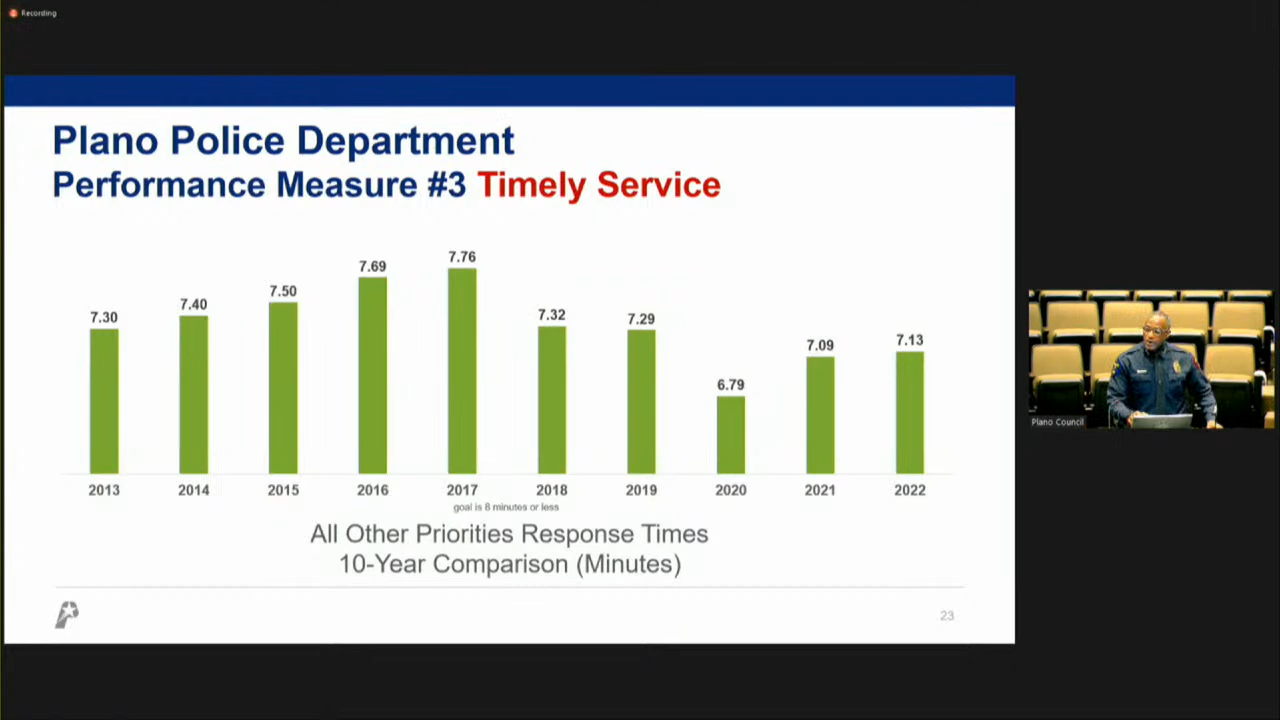 Recording
Plano Police Department
Performance Measure #3 Timely Service
7.30
7.40
7.50
7.69
7.76
7.32
7.29
6.79
7.09
7.13
2013 2014 2015 2016 2017 2018 2019 2020 2021 2022
goal is 8 minutes or less
All Other Priorities Response Times
10-Year Comparison (Minutes)
23
Plano Council